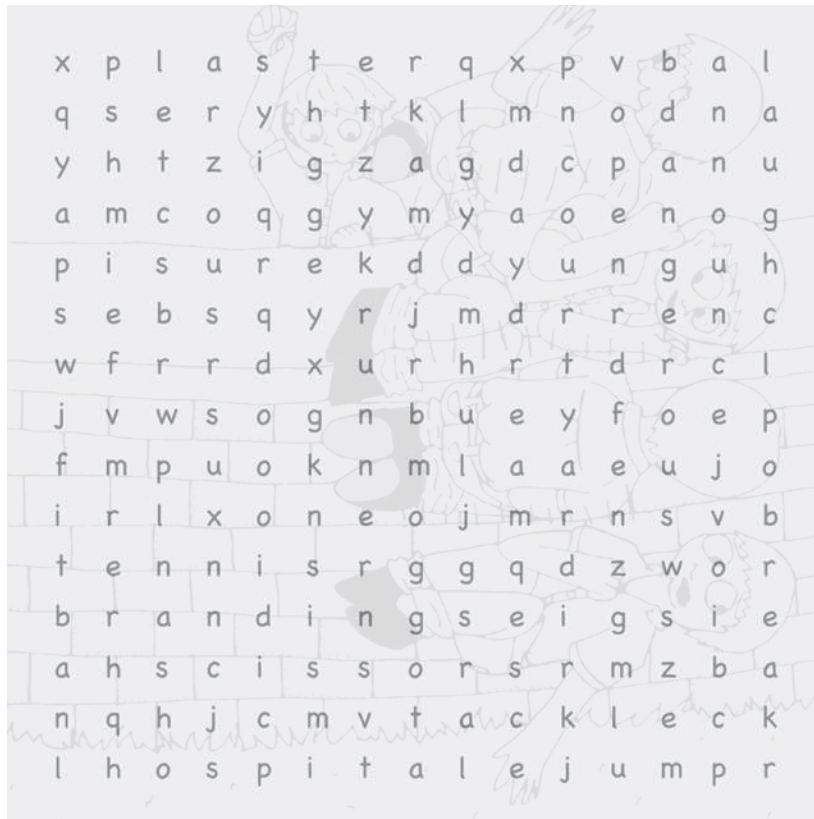 x p l a s t e r q x p v b a l
q s e r y h t k l m n o d n a
y h t z i g z a g d c p a n u
a m c o q g y m y a o e n o g
p i s u r e k d d y u n g u h
s e b s q y r j m d r r e n c
w f r r d x u r h r t d r c l
j v w s o g n b u e y f o e p
f m p u o k n m l a a e u j o
i r l x o n e o j m r n s v b
t e n n i s r g g q d z w o r
b r a n d i n g s e i g s i e
a h s c i s s o r s r m z b a
n q h j c m v t a c k l e c k
l h o s p i t a l e j u m p r